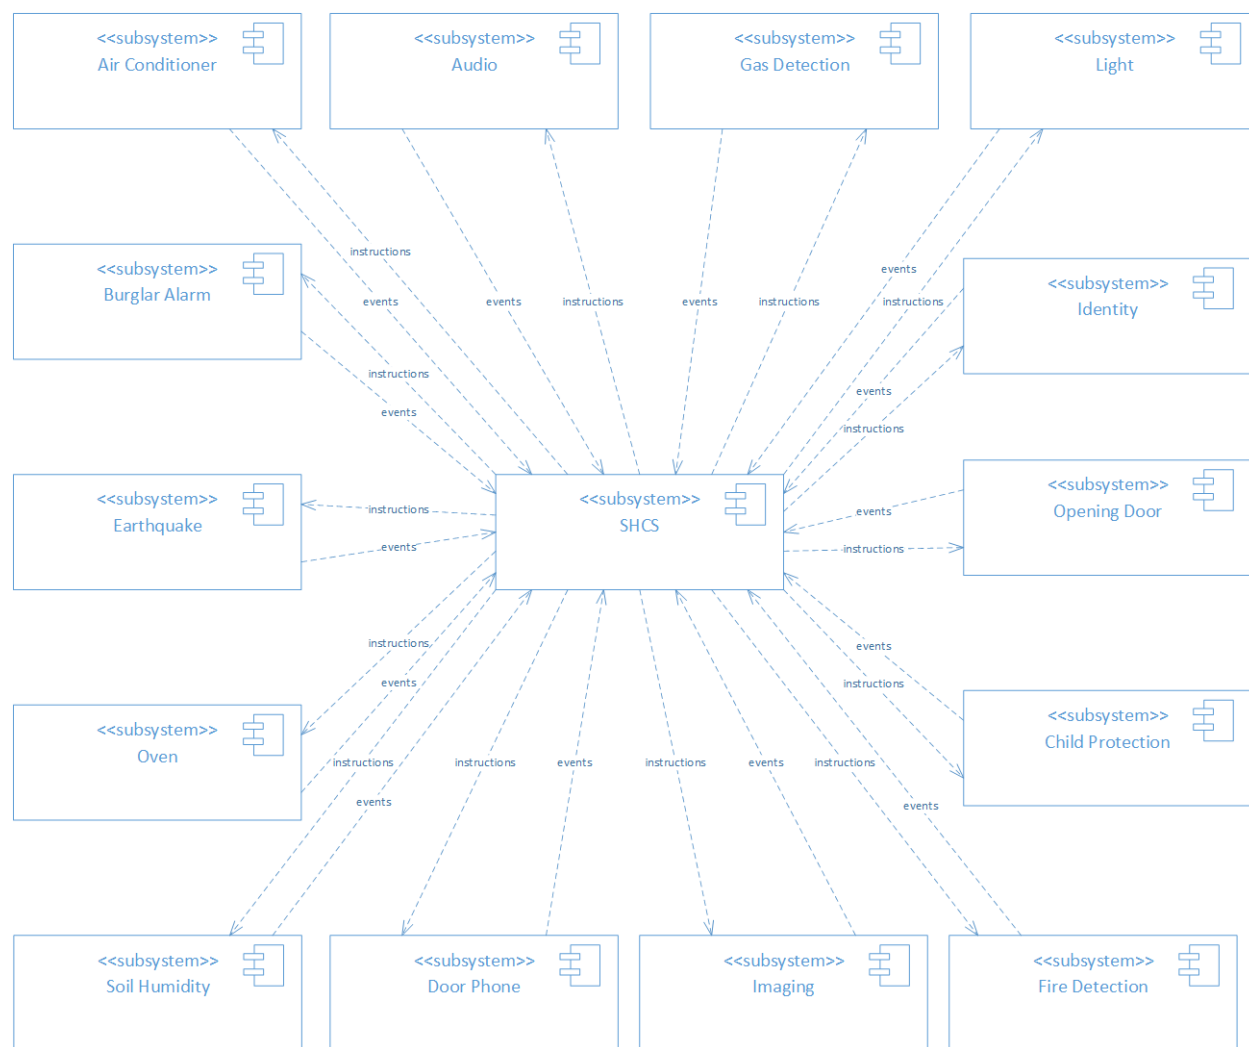 <<subsystem>>
Air Conditioner
<<subsystem>>
Audio
<<subsystem>>
Gas Detection
<<subsystem>>
Light
instructions
events
events
instructions
events
instructions
events
instructions
<<subsystem>>
Burglar Alarm
<<subsystem>>
Identity
instructions
events
events
instructions
<<subsystem>>
Earthquake
<<subsystem>>
SHCS
<<subsystem>>
Opening Door
instructions
events
events
instructions
instructions
events
events
instructions
<<subsystem>>
Oven
<<subsystem>>
Child Protection
instructions
events
instructions
events
instructions
events
instructions
events
<<subsystem>>
Soil Humidity
<<subsystem>>
Door Phone
<<subsystem>>
Imaging
<<subsystem>>
Fire Detection